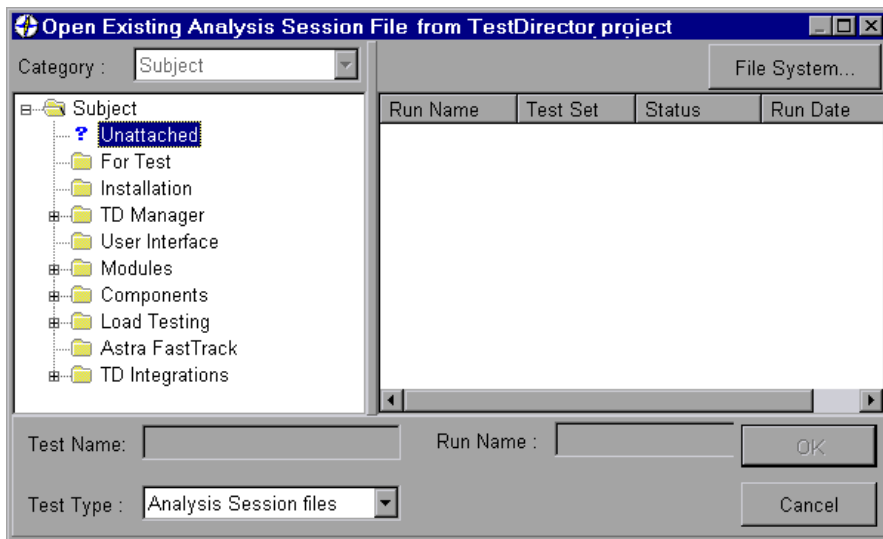 Open Existing Analysis Session File from TestDirector project
Category :
Subject
File System...
Subject
? Unattached
For Test
Installation
TD Manager
User Interface
Modules
Components
Load Testing
Astra FastTrack
TD Integrations
Run Name Test Set Status Run Date
Test Name:
Run Name :
OK
Test Type :
Analysis Session files
Cancel